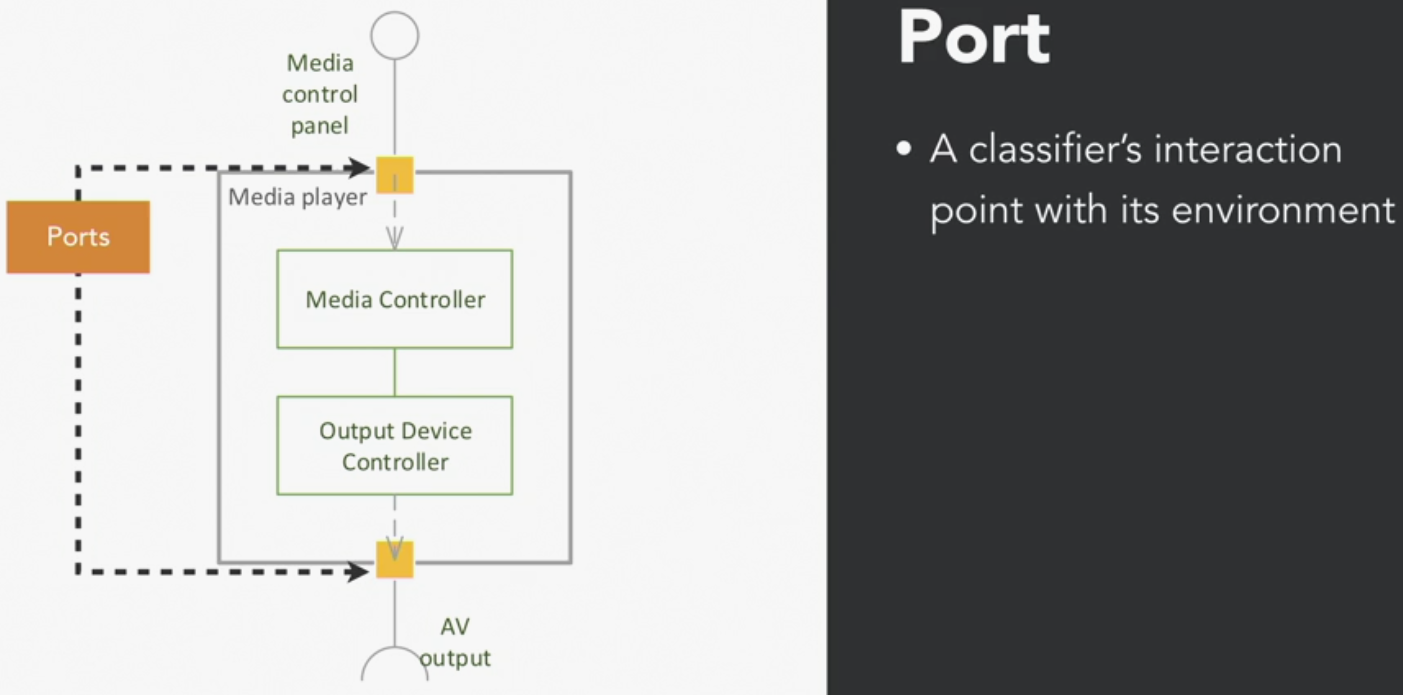 Media
control
panel
Media player
Ports
Media Controller
Output Device
Controller
AV
output
Port
• A classifier’s interaction
point with its environment